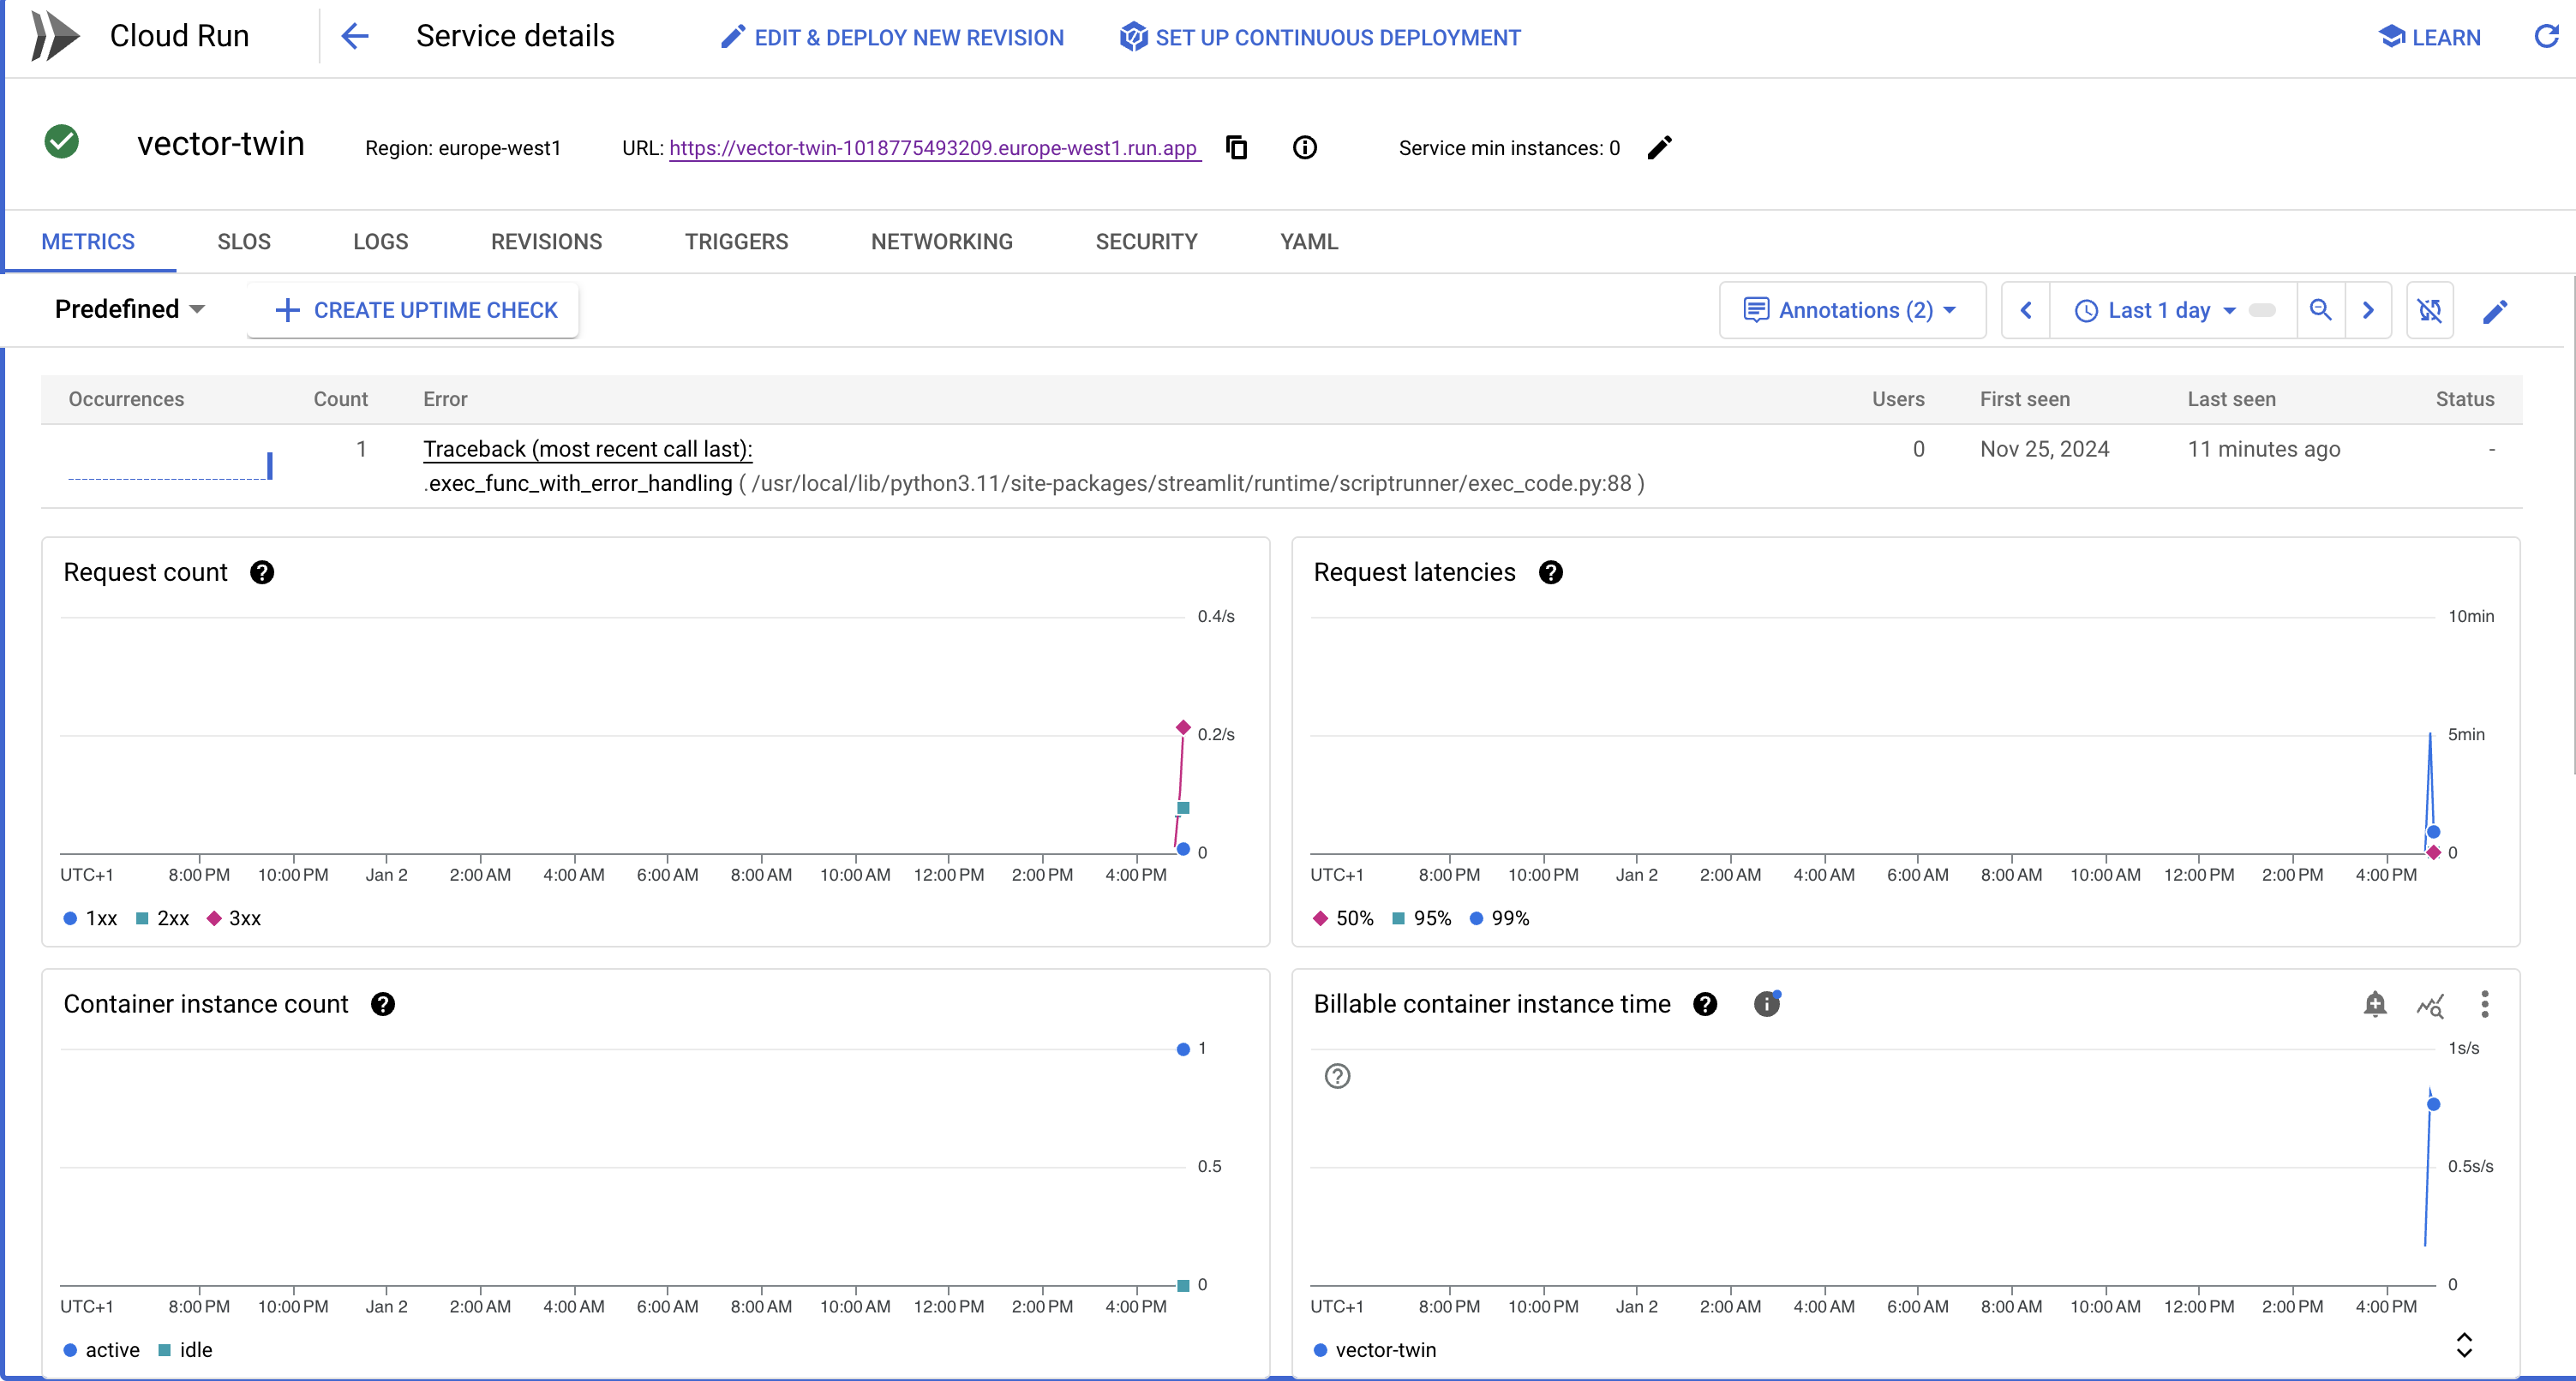 Cloud Run
Service details
EDIT & DEPLOY NEW REVISION
SET UP CONTINUOUS DEPLOYMENT
LEARN
vector-twin
Region: europe-west1
URL: https://vector-twin-1018775493209.europe-west1.run.app
Service min instances: 0
METRICS SLOS LOGS REVISIONS TRIGGERS NETWORKING SECURITY YAML
Predefined
CREATE UPTIME CHECK
Annotations (2)
Last 1 day
Occurrences Count Error Users First seen Last seen Status
1 Traceback (most recent call last): 0 Nov 25, 2024 11 minutes ago -
.exec_func_with_error_handling ( /usr/local/lib/python3.11/site-packages/streamlit/runtime/scriptrunner/exec_code.py:88 )
Request count
0.4/s
0.2/s
0
UTC+1 8:00 PM 10:00 PM Jan 2 2:00 AM 4:00 AM 6:00 AM 8:00 AM 10:00 AM 12:00 PM 2:00 PM 4:00 PM
1xx 2xx 3xx
Request latencies
10min
5min
0
UTC+1 8:00 PM 10:00 PM Jan 2 2:00 AM 4:00 AM 6:00 AM 8:00 AM 10:00 AM 12:00 PM 2:00 PM 4:00 PM
50% 95% 99%
Container instance count
1
0.5
0
UTC+1 8:00 PM 10:00 PM Jan 2 2:00 AM 4:00 AM 6:00 AM 8:00 AM 10:00 AM 12:00 PM 2:00 PM 4:00 PM
active idle
Billable container instance time
1s/s
0.5s/s
0
UTC+1 8:00 PM 10:00 PM Jan 2 2:00 AM 4:00 AM 6:00 AM 8:00 AM 10:00 AM 12:00 PM 2:00 PM 4:00 PM
vector-twin